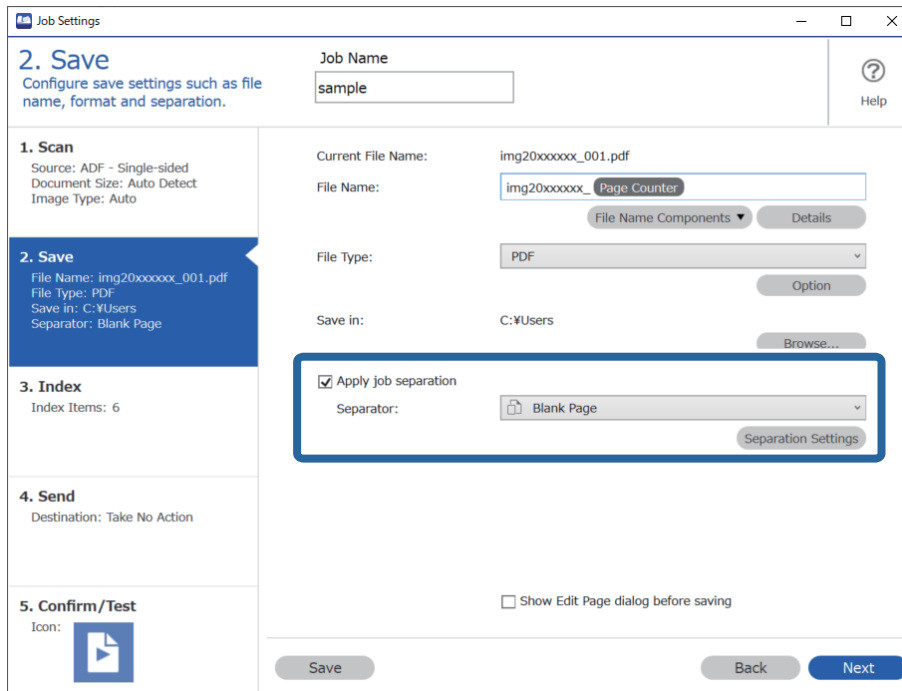 Job Settings
2. Save
Configure save settings such as file
name, format and separation.
Job Name
sample
Help
1. Scan
Source: ADF - Single-sided
Document Size: Auto Detect
Image Type: Auto
2. Save
File Name: img20xxxxxx_001.pdf
File Type: PDF
Save in: C:¥Users
Separator: Blank Page
3. Index
Index Items: 6
4. Send
Destination: Take No Action
5. Confirm/Test
Icon:
Current File Name: img20xxxxxx_001.pdf
File Name: img20xxxxxx_ Page Counter
File Name Components Details
File Type: PDF
Option
Save in: C:¥Users
Browse...
Apply job separation
Separator: Blank Page
Separation Settings
Show Edit Page dialog before saving
Save Back Next